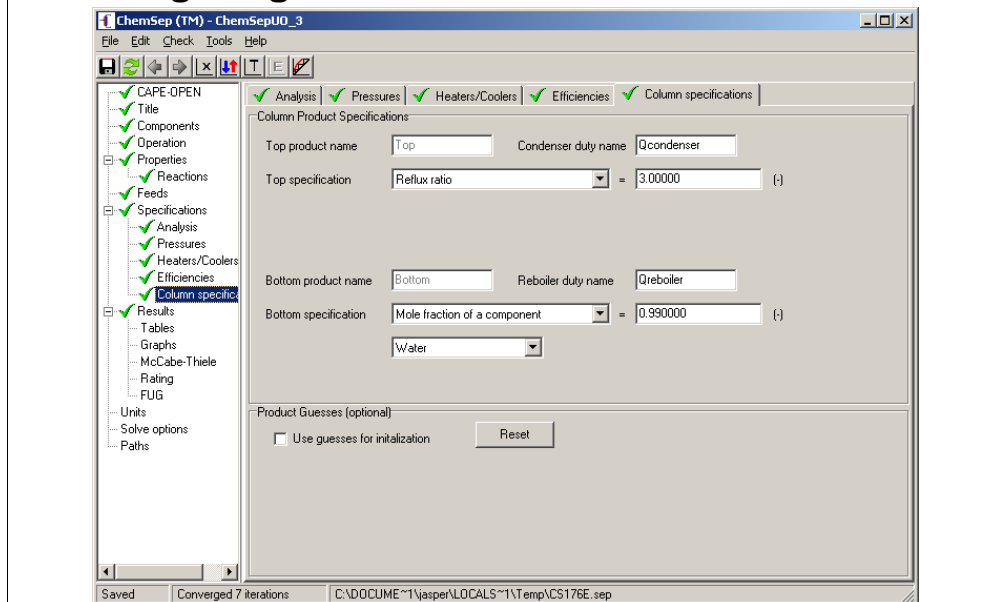 ChemSep (TM) - ChemSepUO_3
File Edit Check Tools Help
T E
CAPE-OPEN
Title
Components
Operation
Properties
Reactions
Feeds
Specifications
Analysis
Pressures
Heaters/Coolers
Efficiencies
Column specifica
Results
Tables
Graphs
McCabe-Thiele
Rating
FUG
Units
Solve options
Paths
Analysis Pressures Heaters/Coolers Efficiencies Column specifications
Column Product Specifications
Top product name Top Condenser duty name Qcondenser
Top specification Reflux ratio = 3.00000 (-)
Bottom product name Bottom Reboiler duty name Qreboiler
Bottom specification Mole fraction of a component = 0.990000 (-)
Water
Product Guesses (optional)
Use guesses for initalization Reset
Saved Converged 7 iterations C:\DOCUME~1\jasper\LOCALS~1\Temp\CS176E.sep